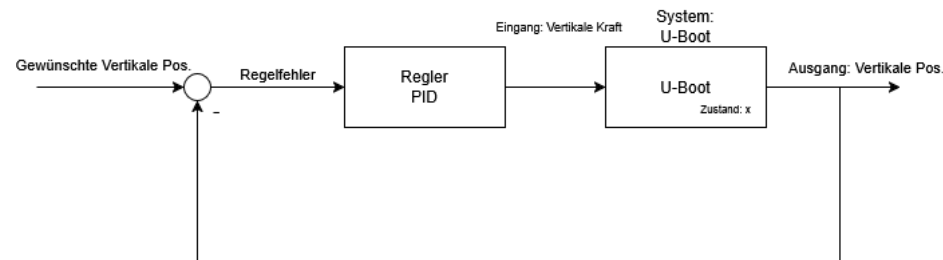 System:
U-Boot
Eingang: Vertikale Kraft
Gewünschte Vertikale Pos.
Regelfehler
Regler
PID
U-Boot
Zustand: x
Ausgang: Vertikale Pos.
-